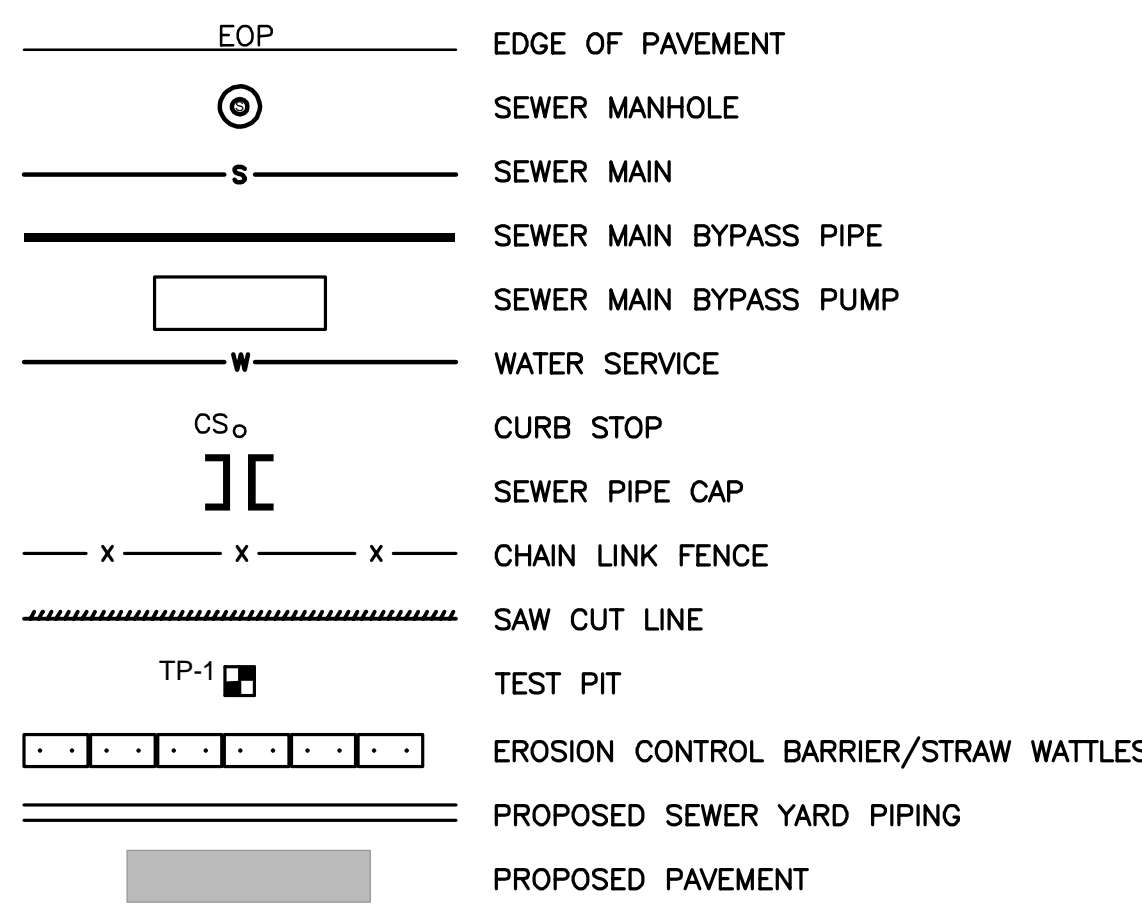 EOP EDGE OF PAVEMENT
S SEWER MANHOLE
S SEWER MAIN
SEWER MAIN BYPASS PIPE
SEWER MAIN BYPASS PUMP
W WATER SERVICE
CS CURB STOP
SEWER PIPE CAP
X X X CHAIN LINK FENCE
SAW CUT LINE
TP-1 TEST PIT
EROSION CONTROL BARRIER/STRAW WATTLES
PROPOSED SEWER YARD PIPING
PROPOSED PAVEMENT